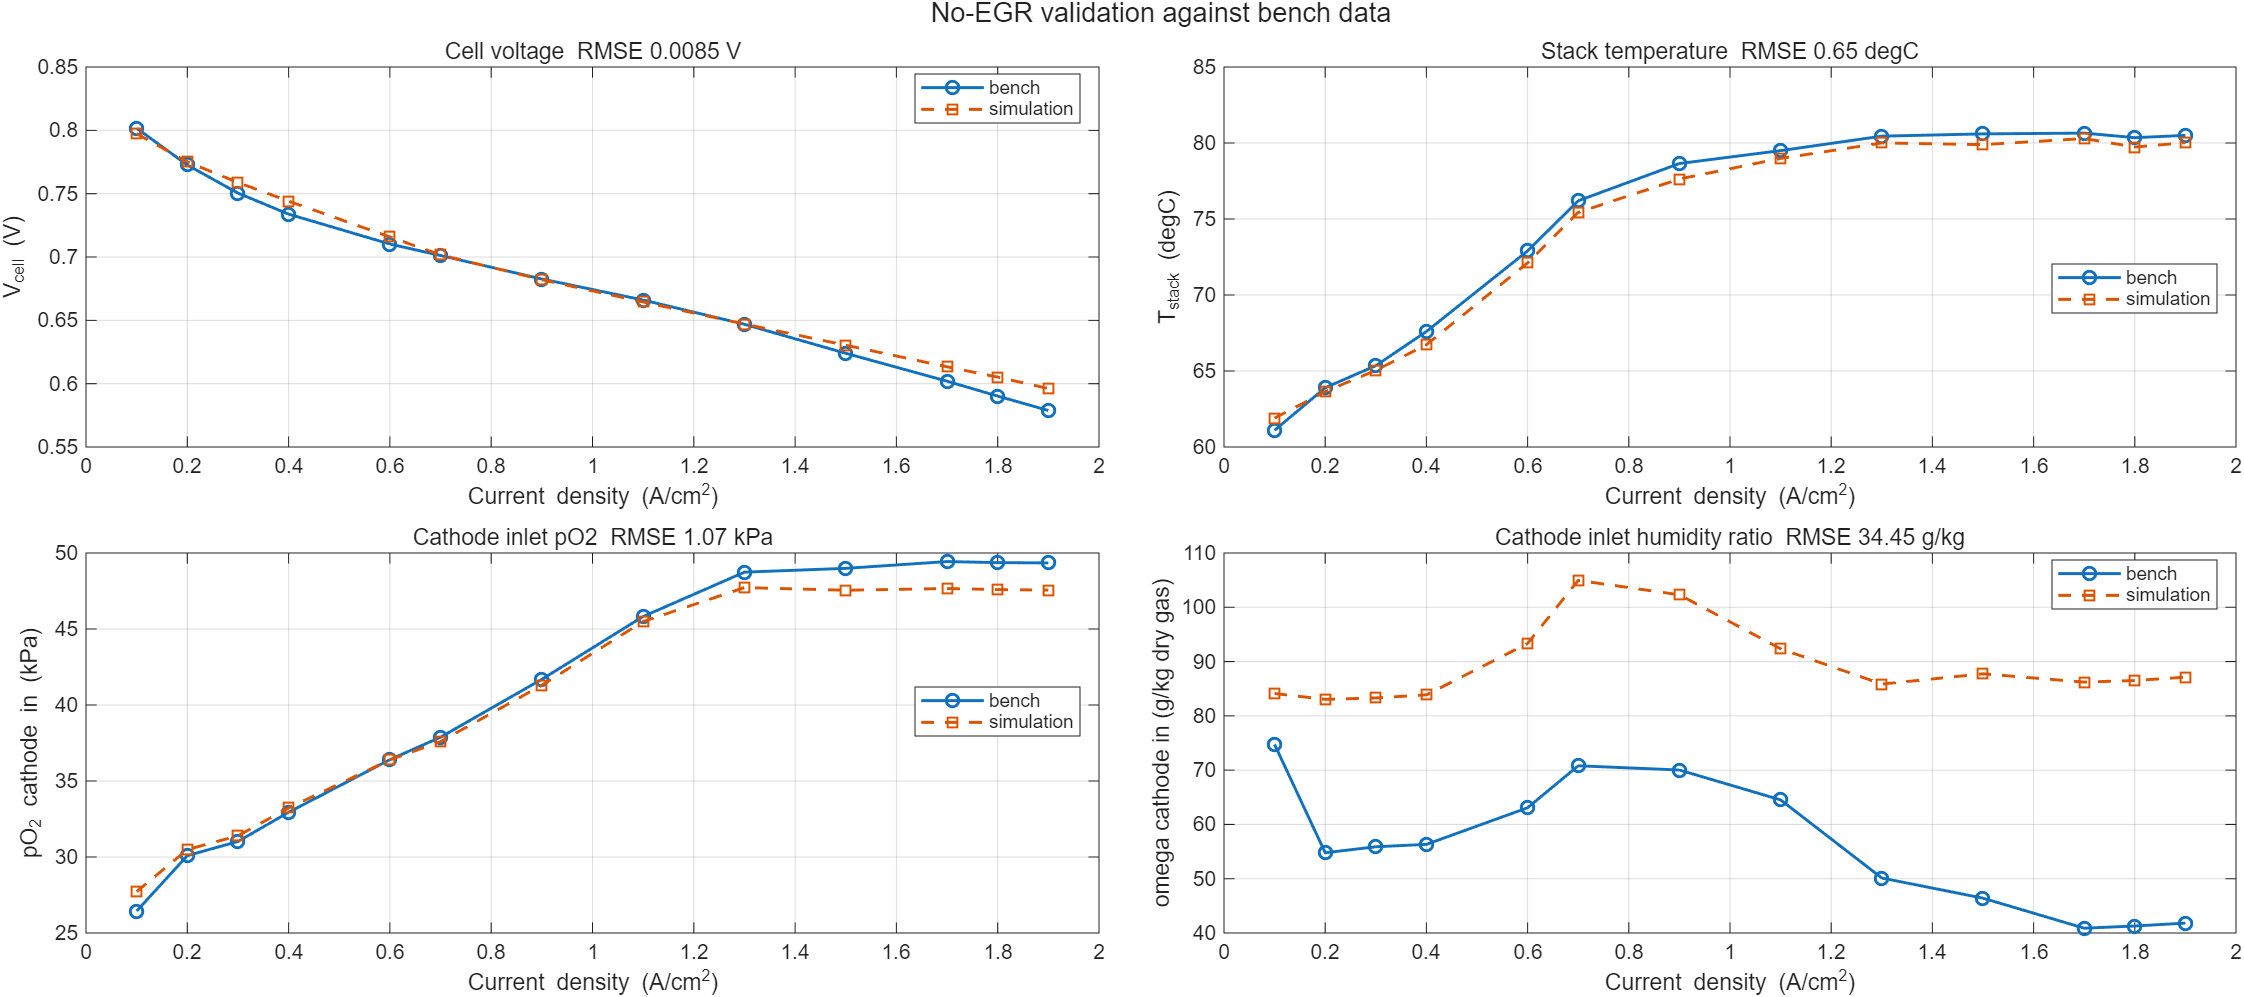 No-EGR validation against bench data
Cell voltage RMSE 0.0085 V
0.85
0.8
0.75
0.7
0.65
0.6
0.55
V_cell (V)
bench
simulation
0 0.2 0.4 0.6 0.8 1 1.2 1.4 1.6 1.8 2
Current density (A/cm²)
Stack temperature RMSE 0.65 degC
85
80
75
70
65
60
T_stack (degC)
bench
simulation
0 0.2 0.4 0.6 0.8 1 1.2 1.4 1.6 1.8 2
Current density (A/cm²)
Cathode inlet pO2 RMSE 1.07 kPa
50
45
40
35
30
25
pO₂ cathode in (kPa)
bench
simulation
0 0.2 0.4 0.6 0.8 1 1.2 1.4 1.6 1.8 2
Current density (A/cm²)
Cathode inlet humidity ratio RMSE 34.45 g/kg
110
100
90
80
70
60
50
40
omega cathode in (g/kg dry gas)
bench
simulation
0 0.2 0.4 0.6 0.8 1 1.2 1.4 1.6 1.8 2
Current density (A/cm²)